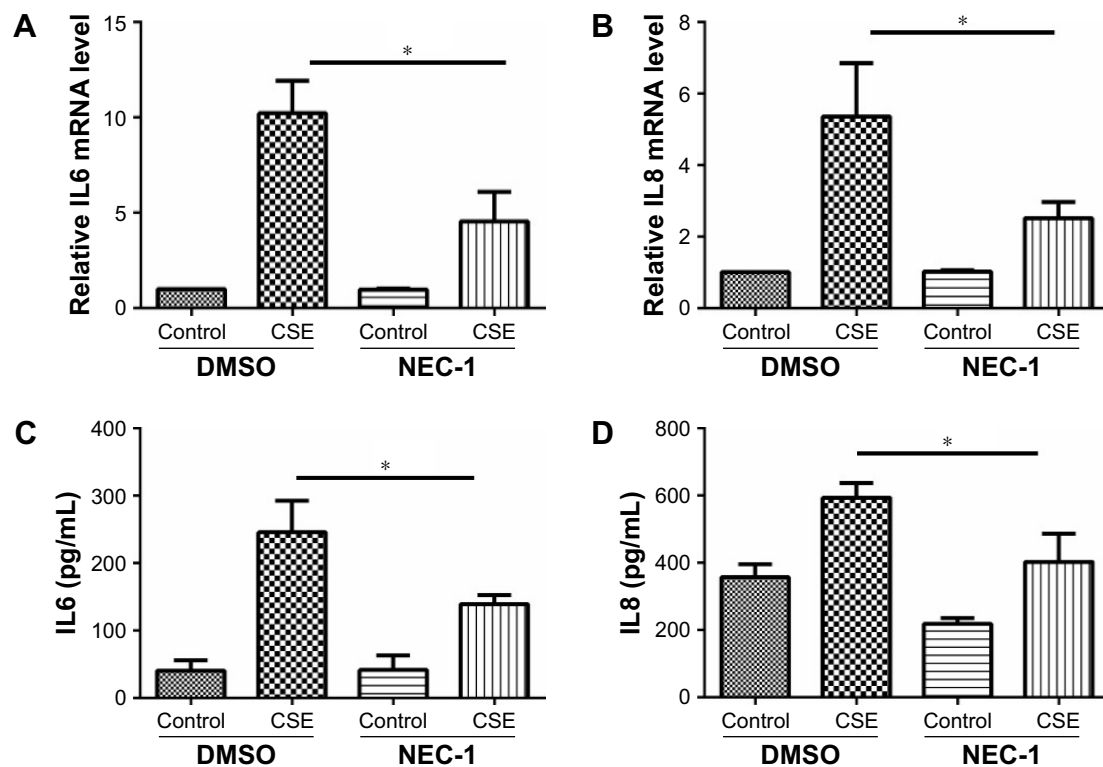 A
Relative IL6 mRNA level
15
10
5
0
*
Control CSE Control CSE
DMSO NEC-1
B
Relative IL8 mRNA level
8
6
4
2
0
*
Control CSE Control CSE
DMSO NEC-1
C
IL6 (pg/mL)
400
300
200
100
0
*
Control CSE Control CSE
DMSO NEC-1
D
IL8 (pg/mL)
800
600
400
200
0
*
Control CSE Control CSE
DMSO NEC-1